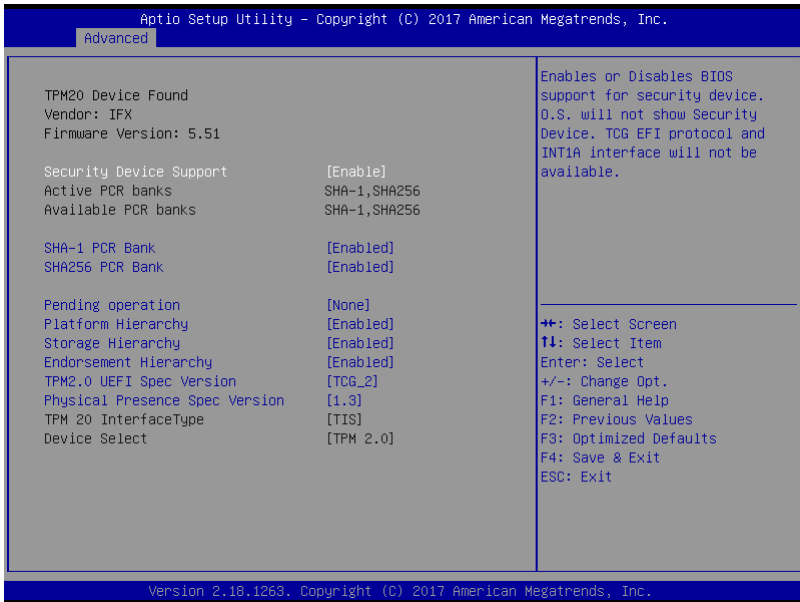 Aptio Setup Utility – Copyright (C) 2017 American Megatrends, Inc.
Advanced
TPM20 Device Found
Vendor: IFX
Firmware Version: 5.51
Security Device Support [Enable]
Active PCR banks SHA-1,SHA256
Available PCR banks SHA-1,SHA256
SHA-1 PCR Bank [Enabled]
SHA256 PCR Bank [Enabled]
Pending operation [None]
Platform Hierarchy [Enabled]
Storage Hierarchy [Enabled]
Endorsement Hierarchy [Enabled]
TPM2.0 UEFI Spec Version [TCG_2]
Physical Presence Spec Version [1.3]
TPM 20 InterfaceType [TIS]
Device Select [TPM 2.0]
Enables or Disables BIOS
support for security device.
O.S. will not show Security
Device. TCG EFI protocol and
INT1A interface will not be
available.
→←: Select Screen
↑↓: Select Item
Enter: Select
+/-: Change Opt.
F1: General Help
F2: Previous Values
F3: Optimized Defaults
F4: Save & Exit
ESC: Exit
Version 2.18.1263. Copyright (C) 2017 American Megatrends, Inc.